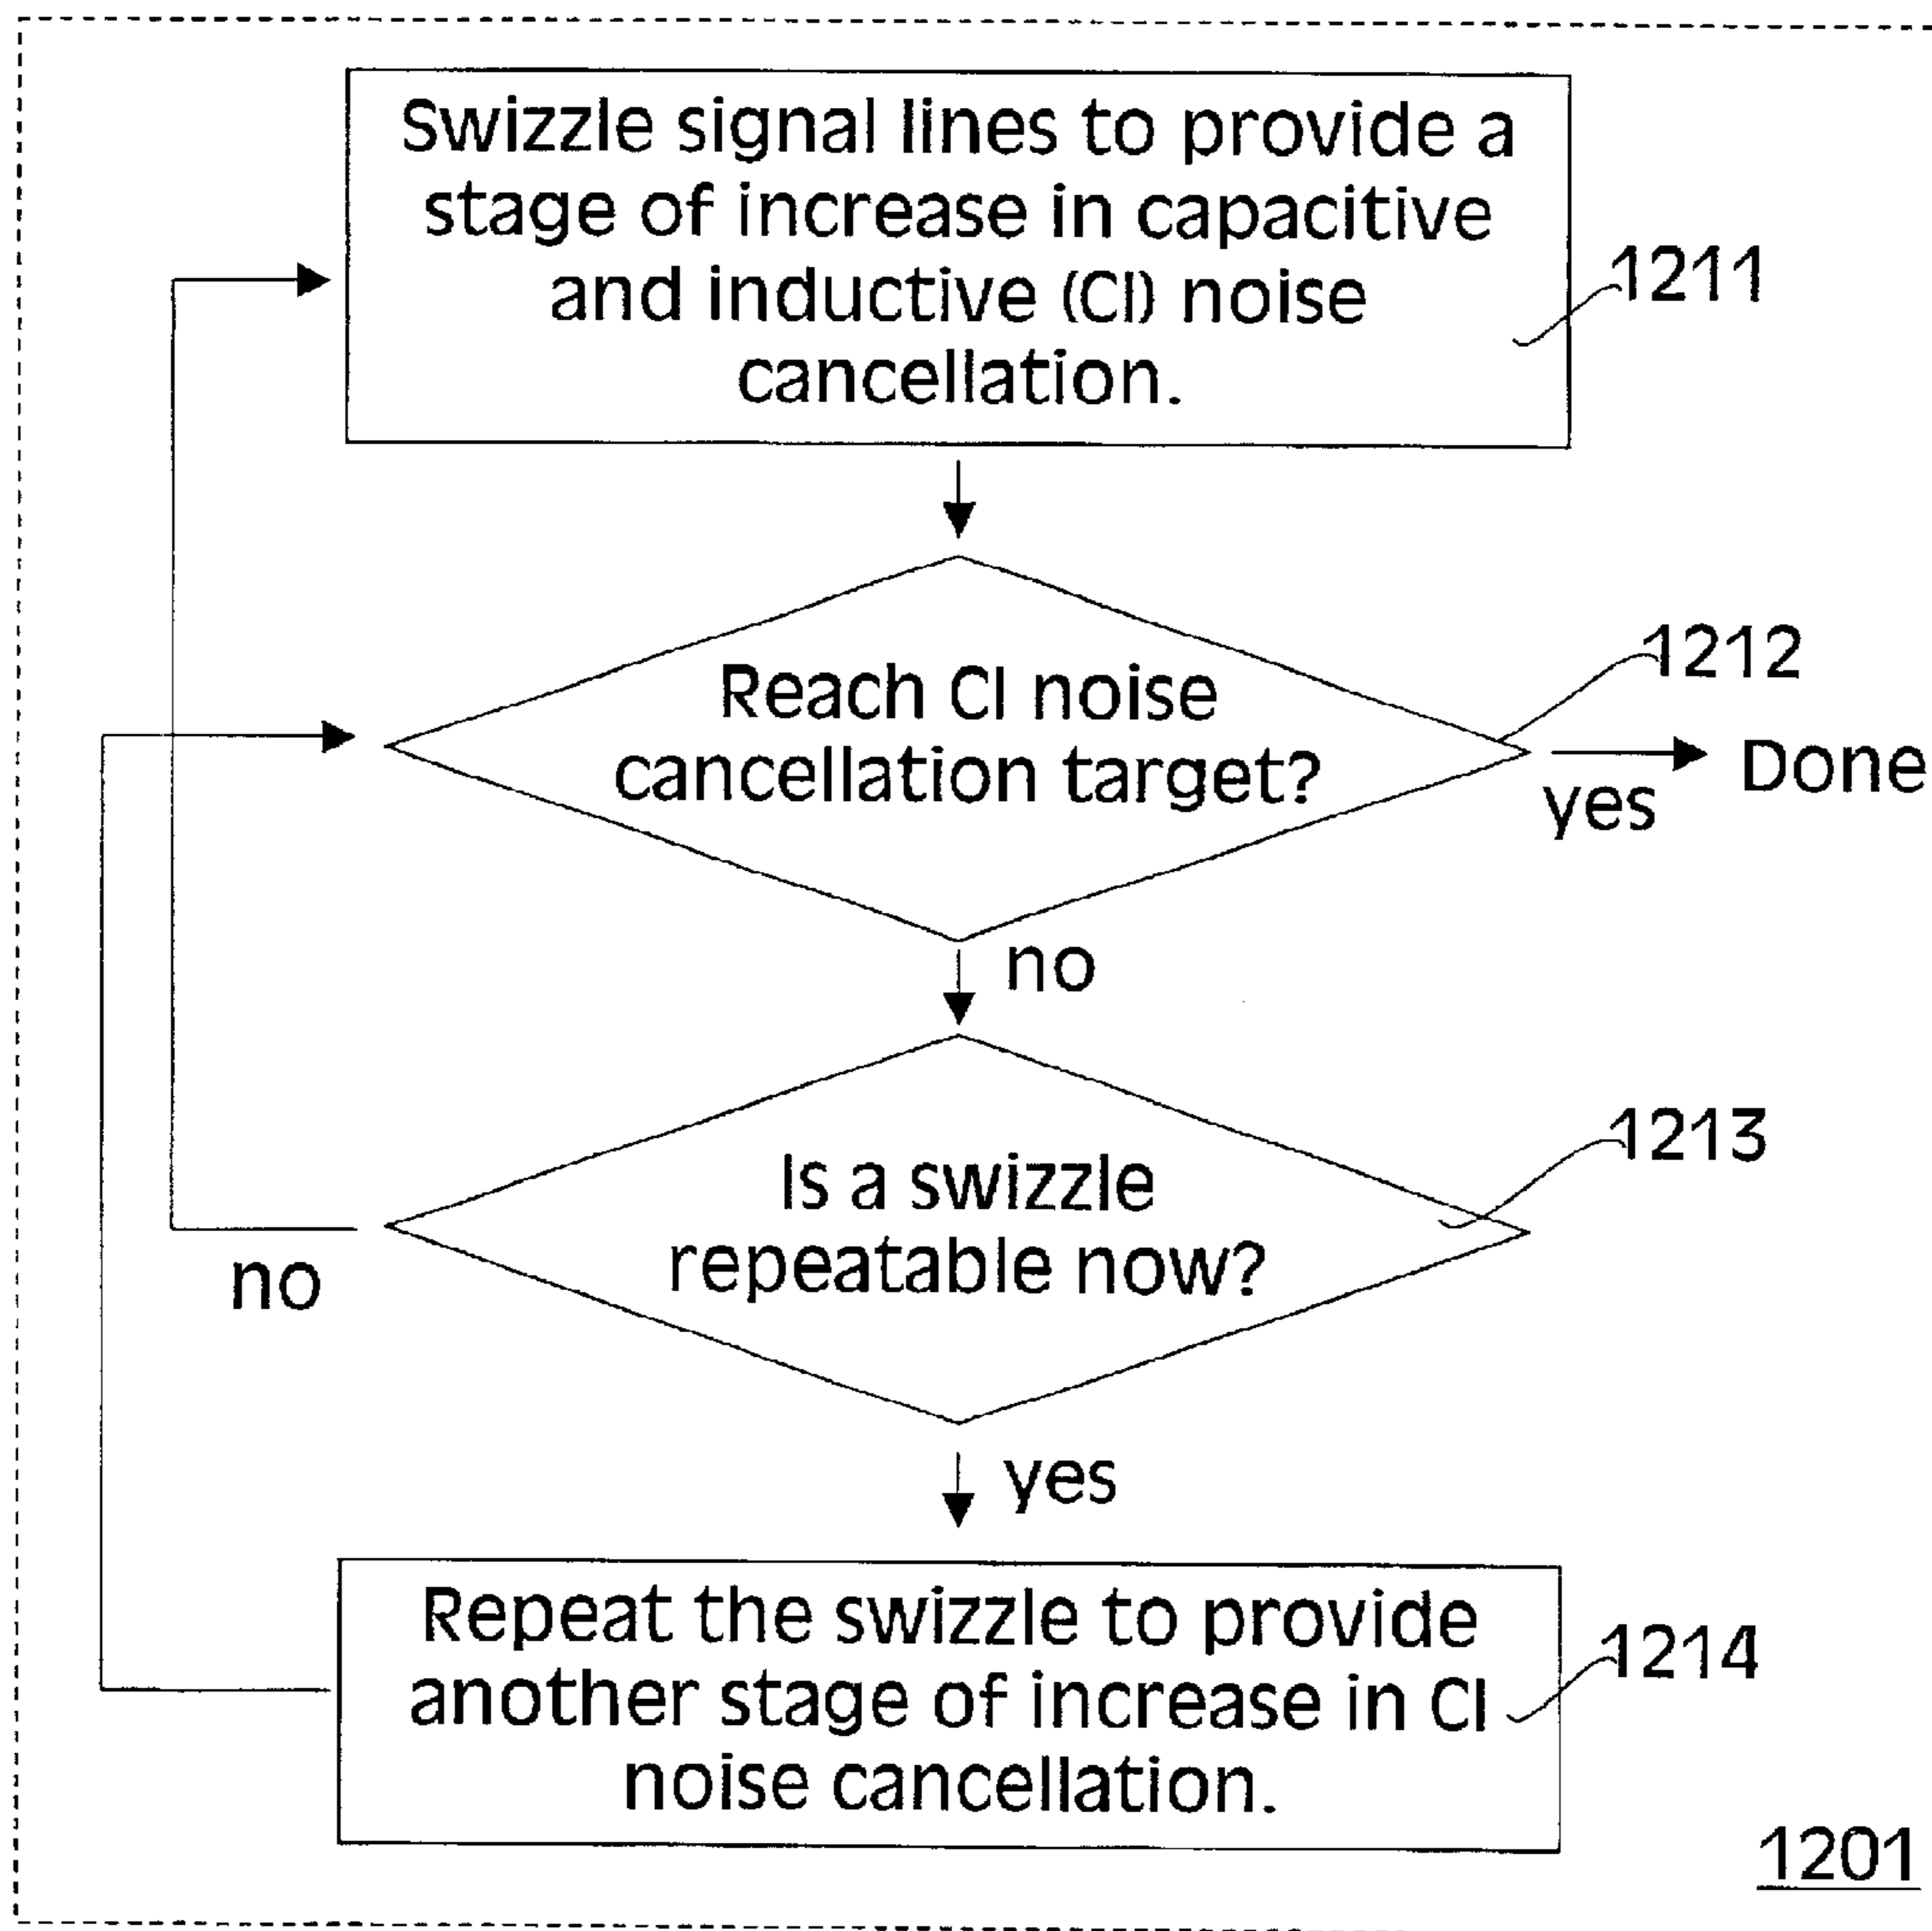 Swizzle signal lines to provide a
stage of increase in capacitive
and inductive (CI) noise
cancellation.
1211
Reach CI noise
cancellation target?
1212
Done
yes
no
Is a swizzle
repeatable now?
1213
no
yes
Repeat the swizzle to provide
another stage of increase in CI
noise cancellation.
1214
1201